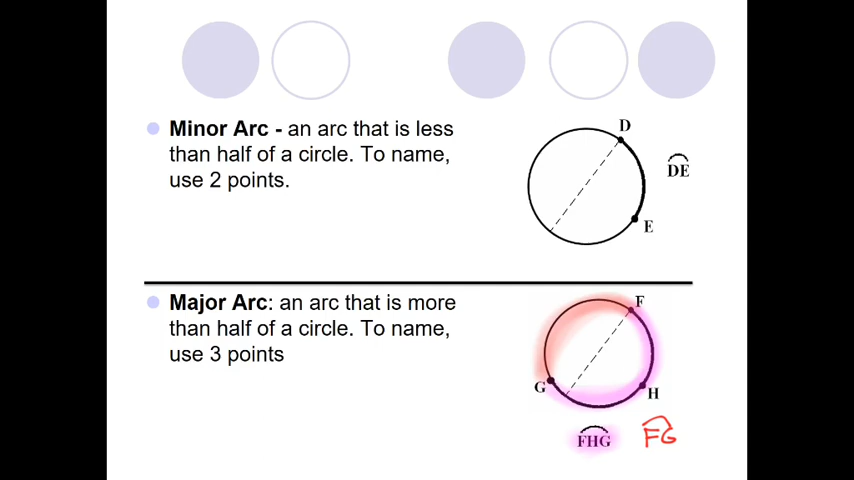 Minor Arc - an arc that is less
than half of a circle. To name,
use 2 points.
D
DE
E
Major Arc: an arc that is more
than half of a circle. To name,
use 3 points
F
G
H
FHG
FG